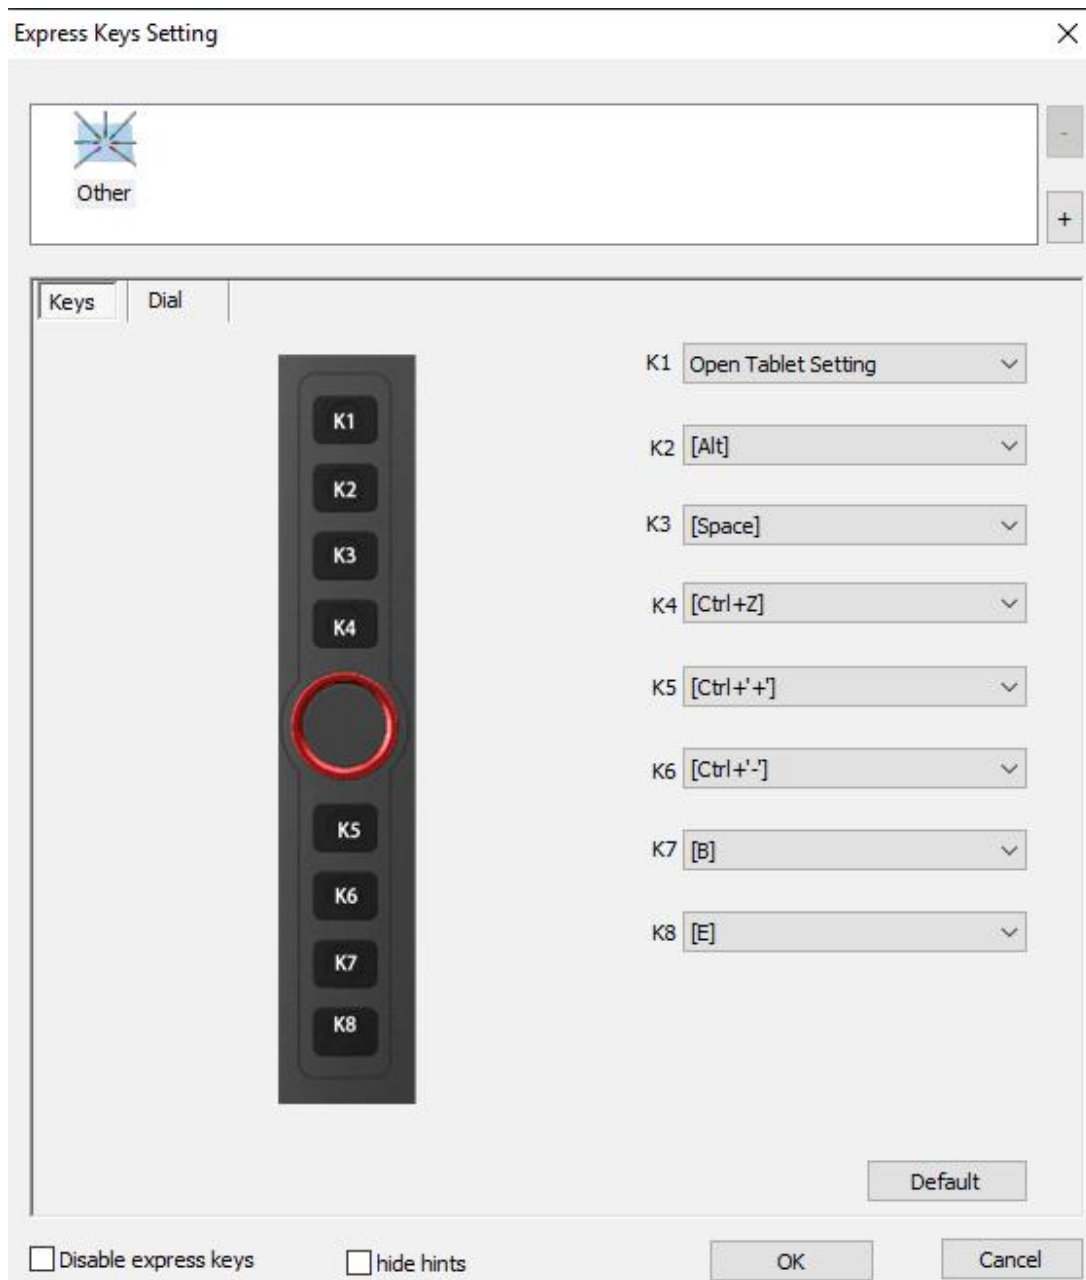 Express Keys Setting
-
Other
+
Keys Dial
K1 Open Tablet Setting
K1
K2 [Alt]
K2
K3 [Space]
K3
K4 [Ctrl+Z]
K4
K5 [Ctrl+'+']
K6 [Ctrl+'-']
K5
K7 [B]
K6
K8 [E]
K7
K8
Default
Disable express keys hide hints OK Cancel